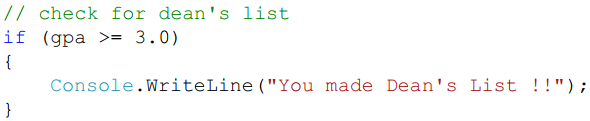 // check for dean's list
if (gpa >= 3.0)
{
    Console.WriteLine("You made Dean's List !!");
}